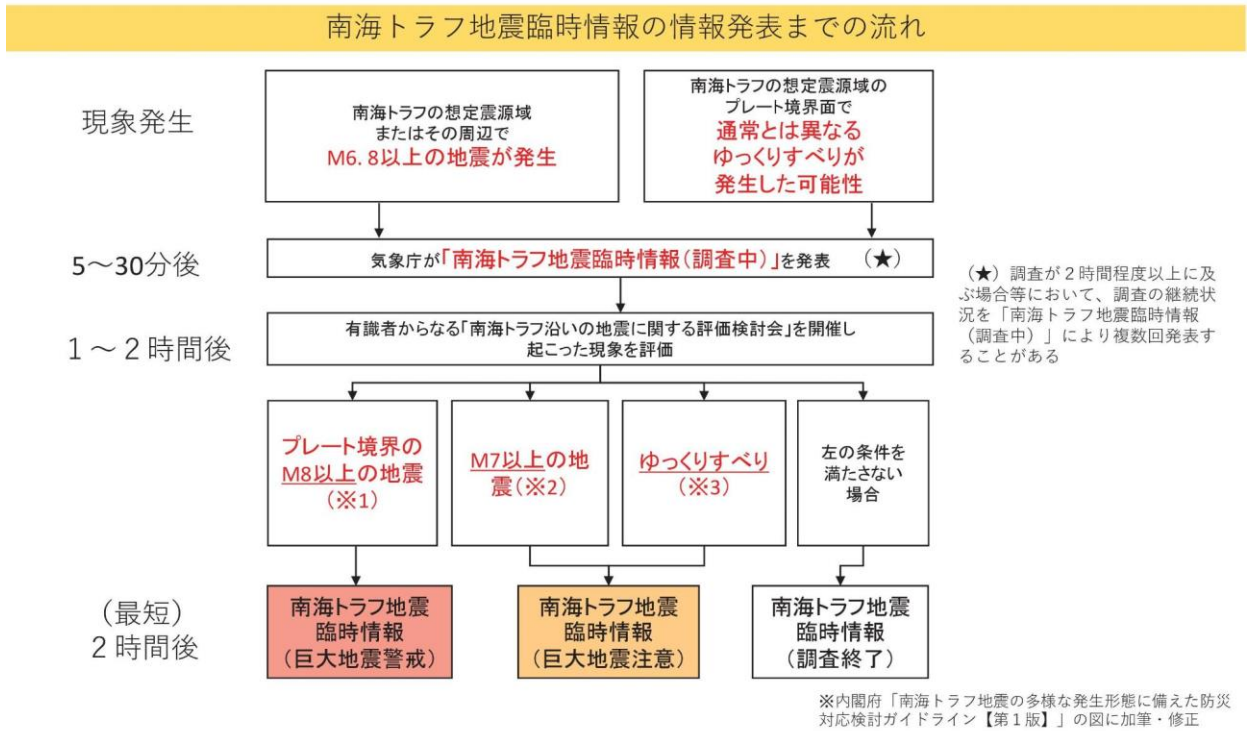 南海トラフ地震臨時情報の情報発表までの流れ
現象発生
南海トラフの想定震源域
またはその周辺で
M6.8以上の地震が発生
南海トラフの想定震源域の
プレート境界面で
通常とは異なる
ゆっくりすべりが
発生した可能性
5～30分後
気象庁が「南海トラフ地震臨時情報(調査中)」を発表 (★)
(★)調査が２時間程度以上に及
ぶ場合等において、調査の継続状
況を「南海トラフ地震臨時情報
(調査中)」により複数回発表す
ることがある
１～２時間後
有識者からなる「南海トラフ沿いの地震に関する評価検討会」を開催し
起こった現象を評価
プレート境界の
M8以上の地震
(※1)
M7以上の地
震(※2)
ゆっくりすべり
(※3)
左の条件を
満たさない
場合
(最短)
２時間後
南海トラフ地震
臨時情報
(巨大地震警戒)
南海トラフ地震
臨時情報
(巨大地震注意)
南海トラフ地震
臨時情報
(調査終了)
※内閣府「南海トラフ地震の多様な発生形態に備えた防災
対応検討ガイドライン【第１版】」の図に加筆・修正